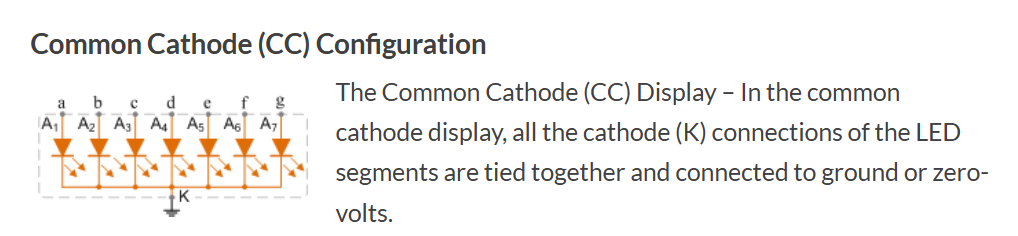 Common Cathode (CC) Configuration
a b c d e f g
A1 A2 A3 A4 A5 A6 A7
K
The Common Cathode (CC) Display – In the common
cathode display, all the cathode (K) connections of the LED
segments are tied together and connected to ground or zero-
volts.